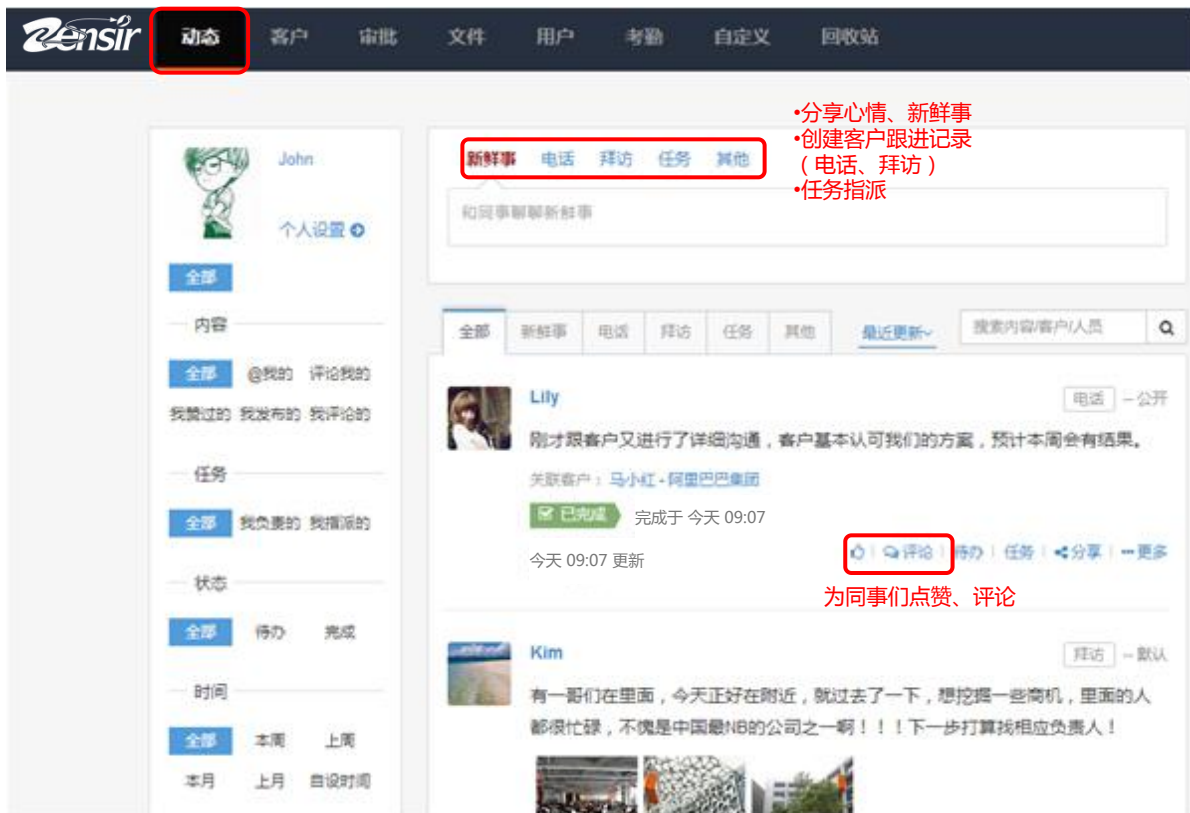 Zensir 动态 客户 审批 文件 用户 考勤 自定义 回收站
•分享心情、新鲜事
•创建客户跟进记录
（电话、拜访）
•任务指派
John
个人设置
新鲜事 电话 拜访 任务 其他
和同事聊聊新鲜事
全部
内容
全部 @我的 评论我的
我赞过的 我发布的 我评论的
任务
全部 我负责的 我指派的
状态
全部 待办 完成
时间
全部 本周 上周
本月 上月 自设时间
全部 新鲜事 电话 拜访 任务 其他 最近更新 搜索内容/客户/人员
Lily 电话 -- 公开
刚才跟客户又进行了详细沟通，客户基本认可我们的方案，预计本周会有结果。
关联客户：马小红 - 阿里巴巴集团
已完成 完成于 今天 09:07
今天 09:07 更新
评论 待办 任务 分享 更多
为同事们点赞、评论
Kim 拜访 -- 默认
有一哥们在里面，今天正好在附近，就过去了一下，想挖掘一些商机，里面的人
都很忙碌，不愧是中国最NB的公司之一啊！！！下一步打算找相应负责人！